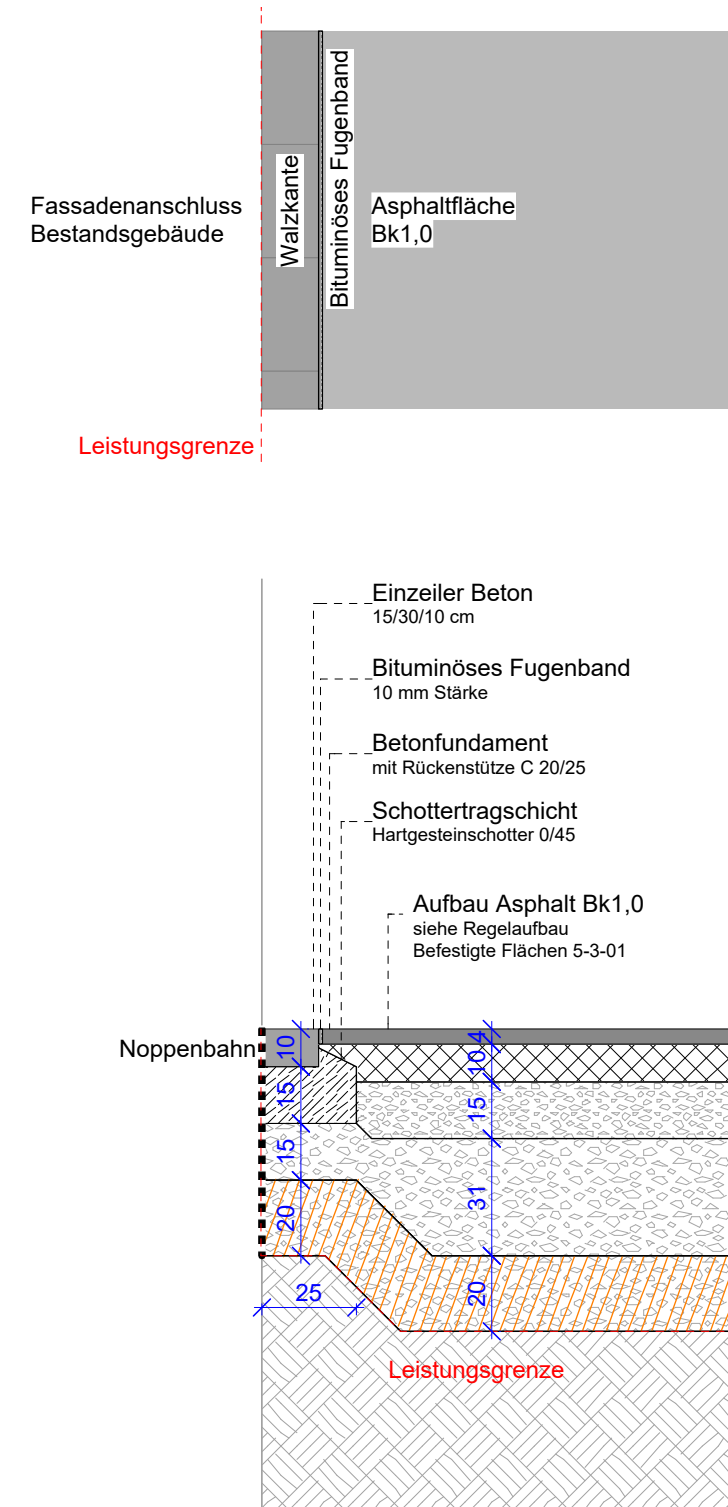 Fassadenanschluss
Bestandsgebäude
Walzkante
Bituminöses Fugenband
Asphaltfläche
Bk1,0
Leistungsgrenze
Einzeiler Beton
15/30/10 cm
Bituminöses Fugenband
10 mm Stärke
Betonfundament
mit Rückenstütze C 20/25
Schottertragschicht
Hartgesteinschotter 0/45
Aufbau Asphalt Bk1,0
siehe Regelaufbau
Befestigte Flächen 5-3-01
Noppenbahn
10
15
15
20
25
4
10
15
31
20
Leistungsgrenze